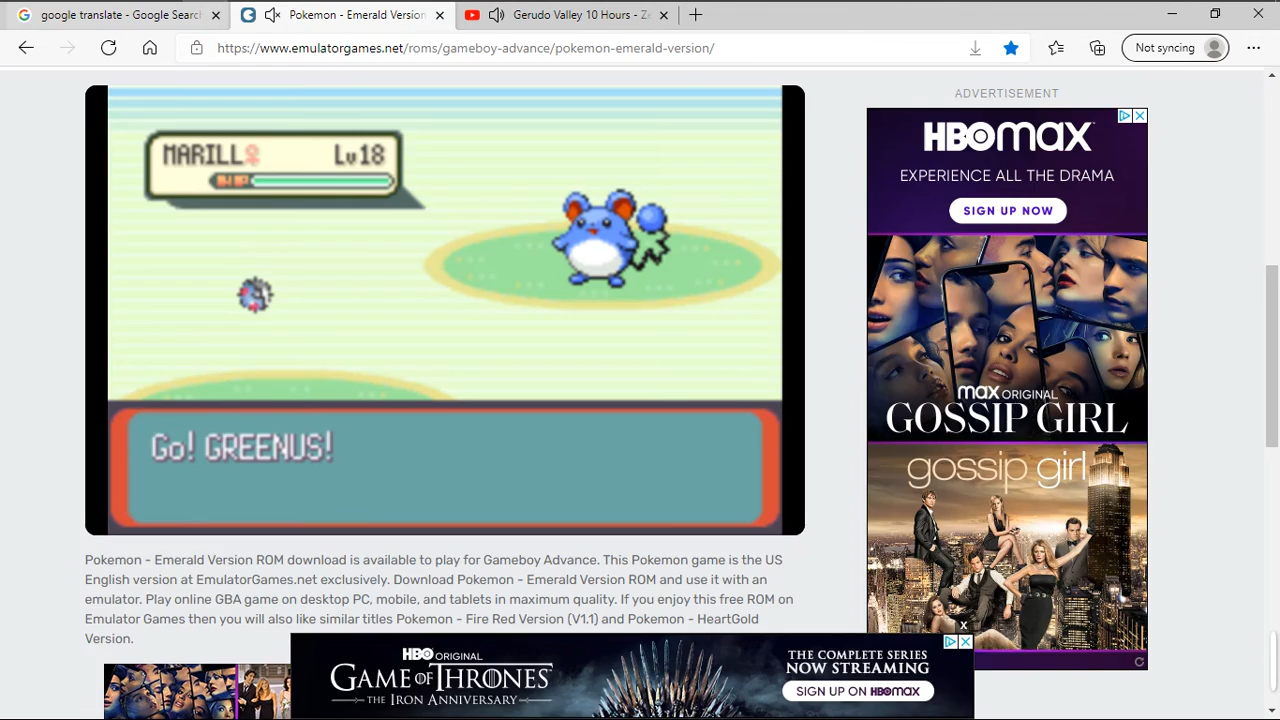 google translate - Google Search
Pokemon - Emerald Version
Gerudo Valley 10 Hours - Ze
https://www.emulatorgames.net/roms/gameboy-advance/pokemon-emerald-version/
Not syncing
ADVERTISEMENT
MARILL♀ Lv18
HP
Go! GREENUS!
HBOMAX
EXPERIENCE ALL THE DRAMA
SIGN UP NOW
max ORIGINAL
GOSSIP GIRL
gossip girl
X
Pokemon - Emerald Version ROM download is available to play for Gameboy Advance. This Pokemon game is the US
English version at EmulatorGames.net exclusively. Download Pokemon - Emerald Version ROM and use it with an
emulator. Play online GBA game on desktop PC, mobile, and tablets in maximum quality. If you enjoy this free ROM on
Emulator Games then you will also like similar titles Pokemon - Fire Red Version (V1.1) and Pokemon - HeartGold
Version.
HBO ORIGINAL
GAME OF THRONES
THE IRON ANNIVERSARY
THE COMPLETE SERIES
NOW STREAMING
SIGN UP ON HBOMAX